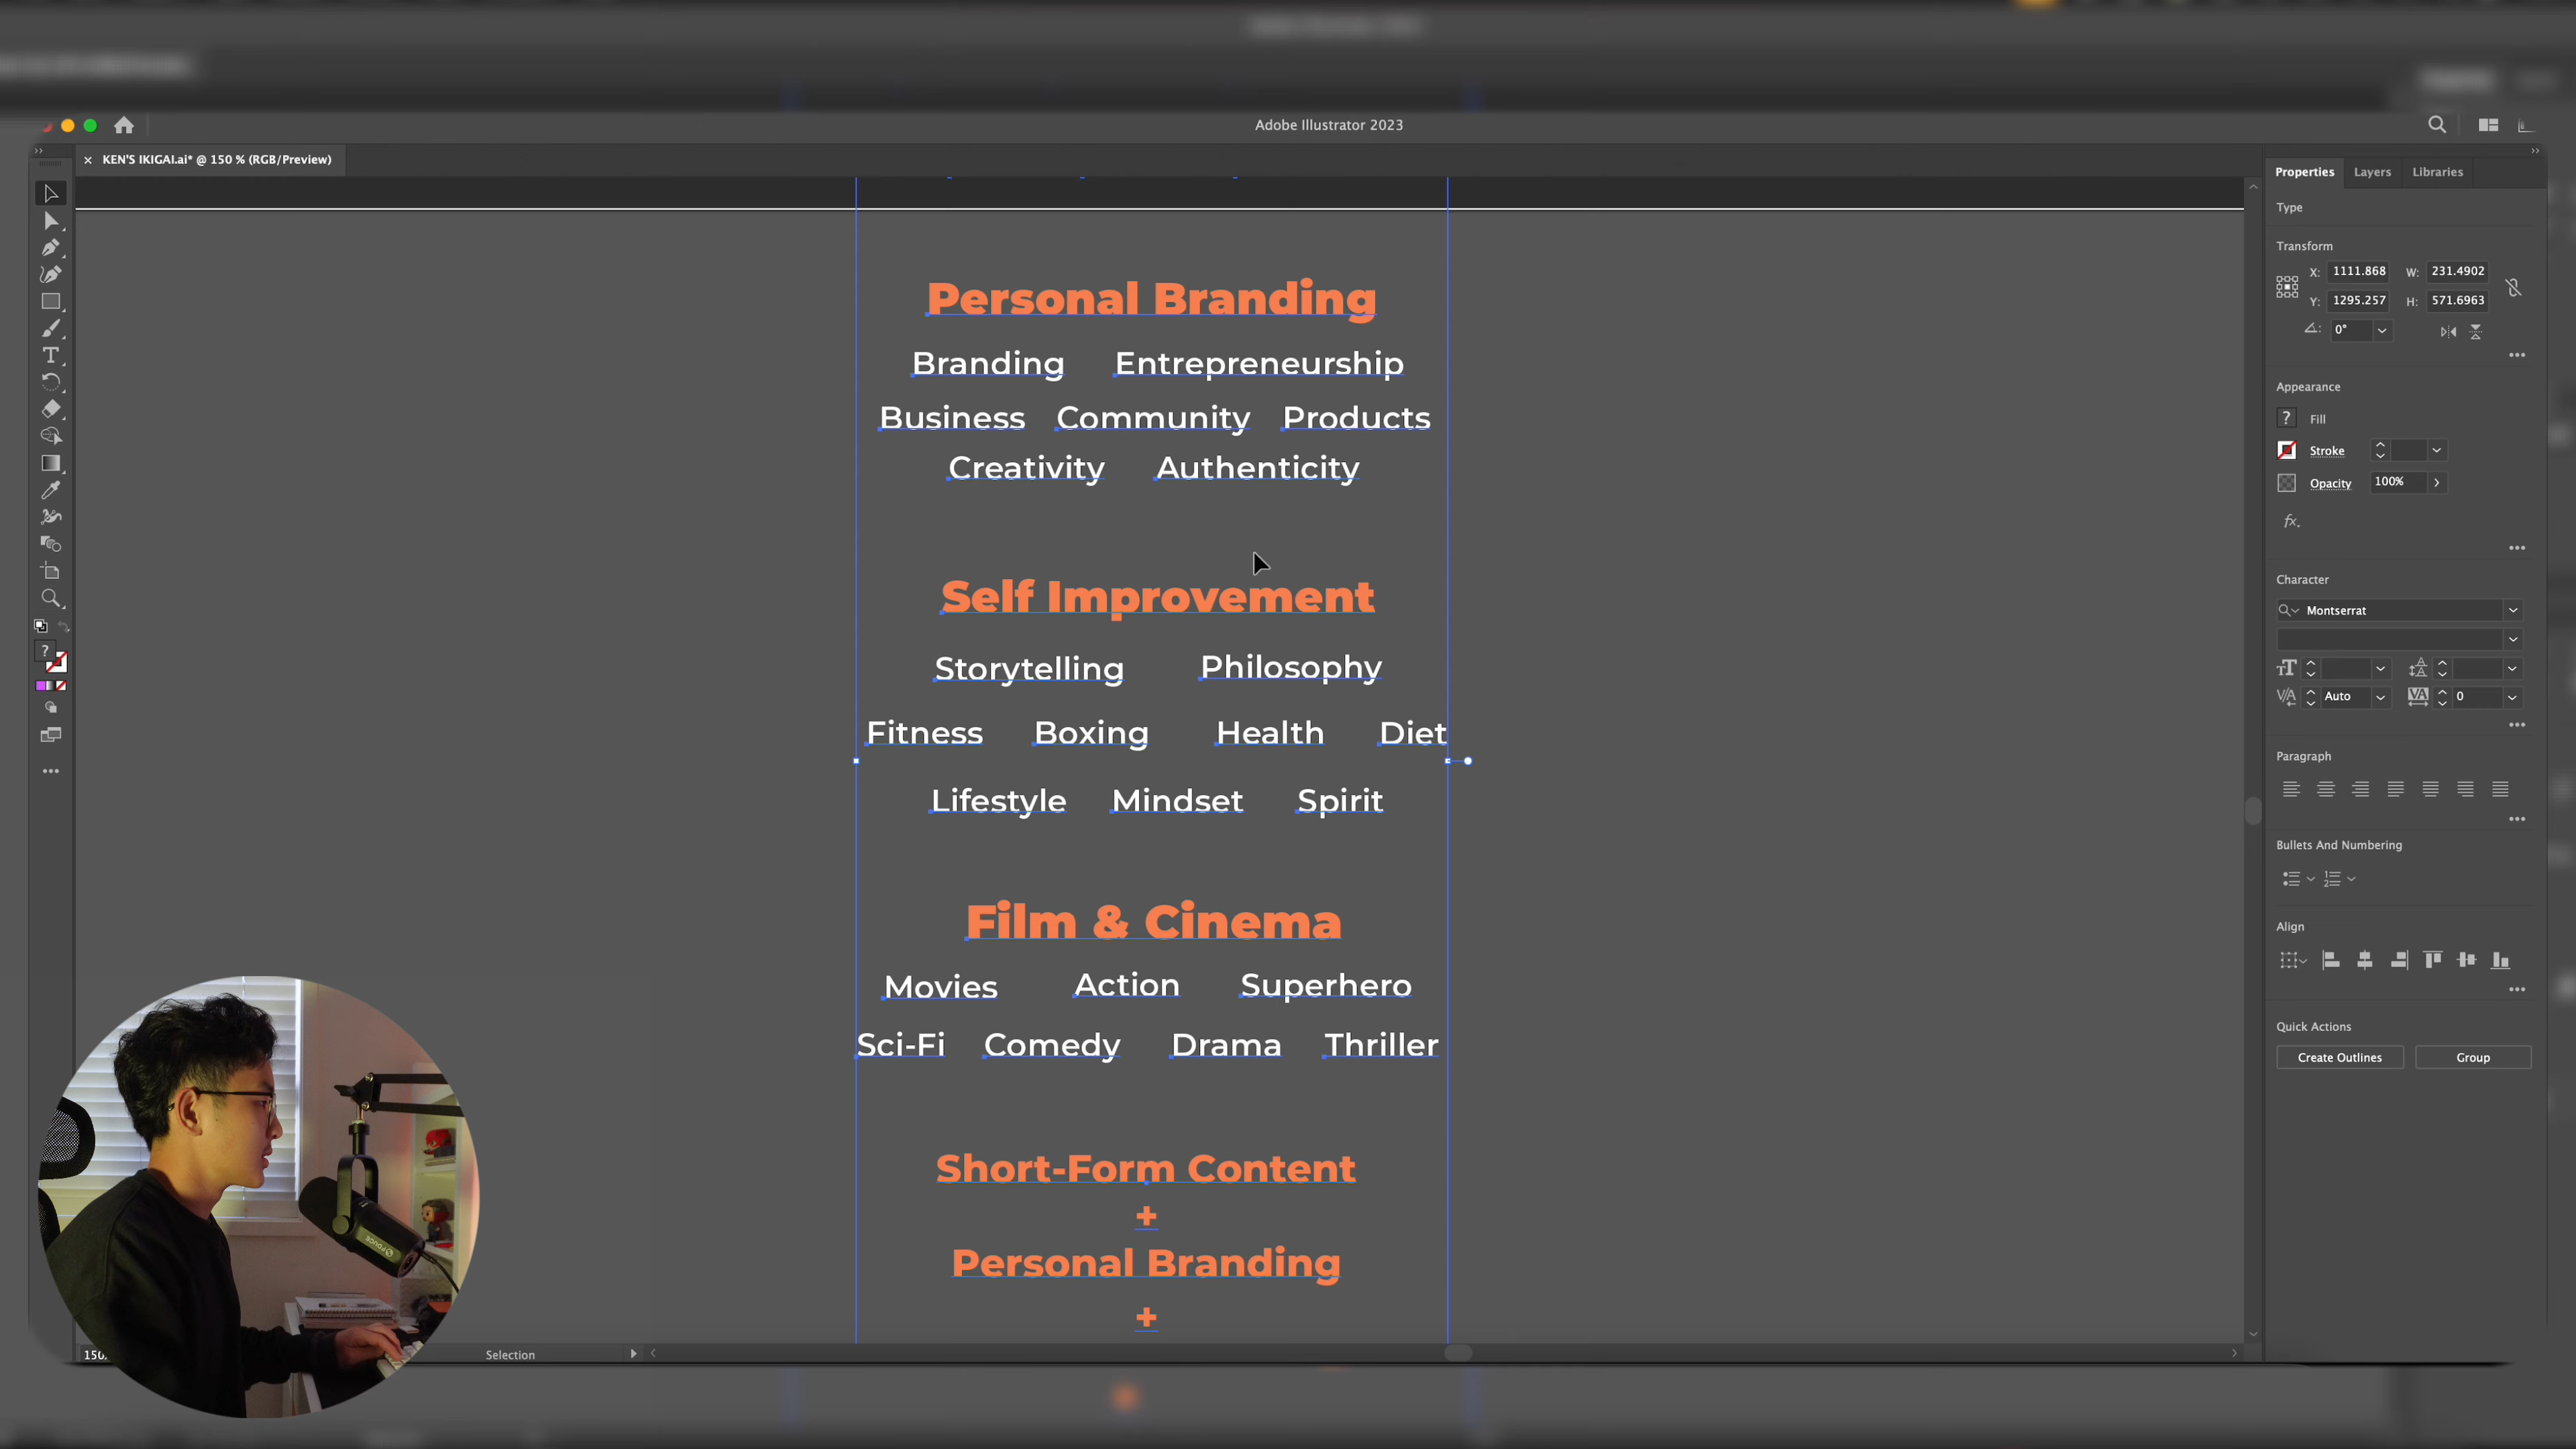 Adobe Illustrator 2023
KEN'S IKIGAI.ai* @ 150 % (RGB/Preview)
Properties Layers Libraries
Type
Transform
X: 1111.868 W: 231.4902
Y: 1295.257 H: 571.6963
0°
Appearance
? Fill
Stroke
Opacity 100%
fx.
Character
Montserrat
Auto 0
Paragraph
Bullets And Numbering
Align
Quick Actions
Create Outlines Group
Personal Branding
Branding Entrepreneurship
Business Community Products
Creativity Authenticity
Self Improvement
Storytelling Philosophy
Fitness Boxing Health Diet
Lifestyle Mindset Spirit
Film & Cinema
Movies Action Superhero
Sci-Fi Comedy Drama Thriller
Short-Form Content
+
Personal Branding
+
150
Selection